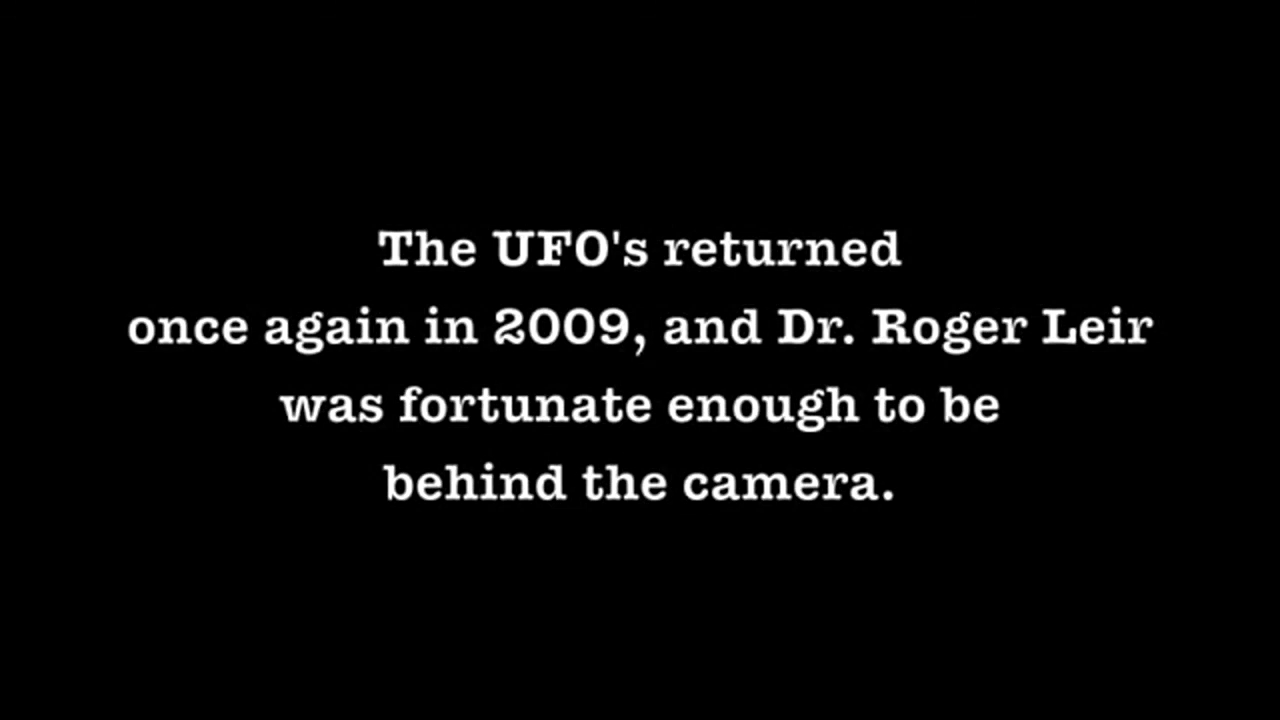 The UFO's returned
once again in 2009, and Dr. Roger Leir
was fortunate enough to be
behind the camera.